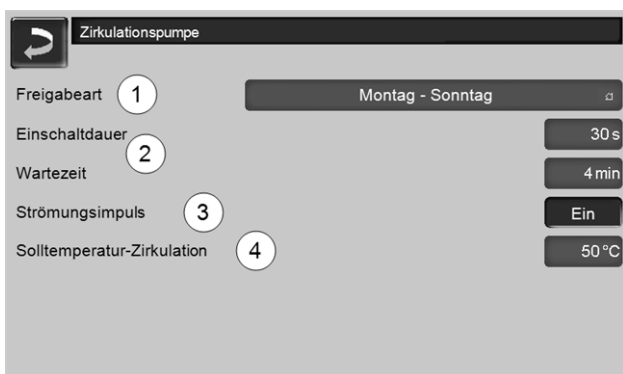 Zirkulationspumpe
Freigabeart 1 Montag - Sonntag
Einschaltdauer 30 s
2
Wartezeit 4 min
Strömungsimpuls 3 Ein
Solltemperatur-Zirkulation 4 50 °C